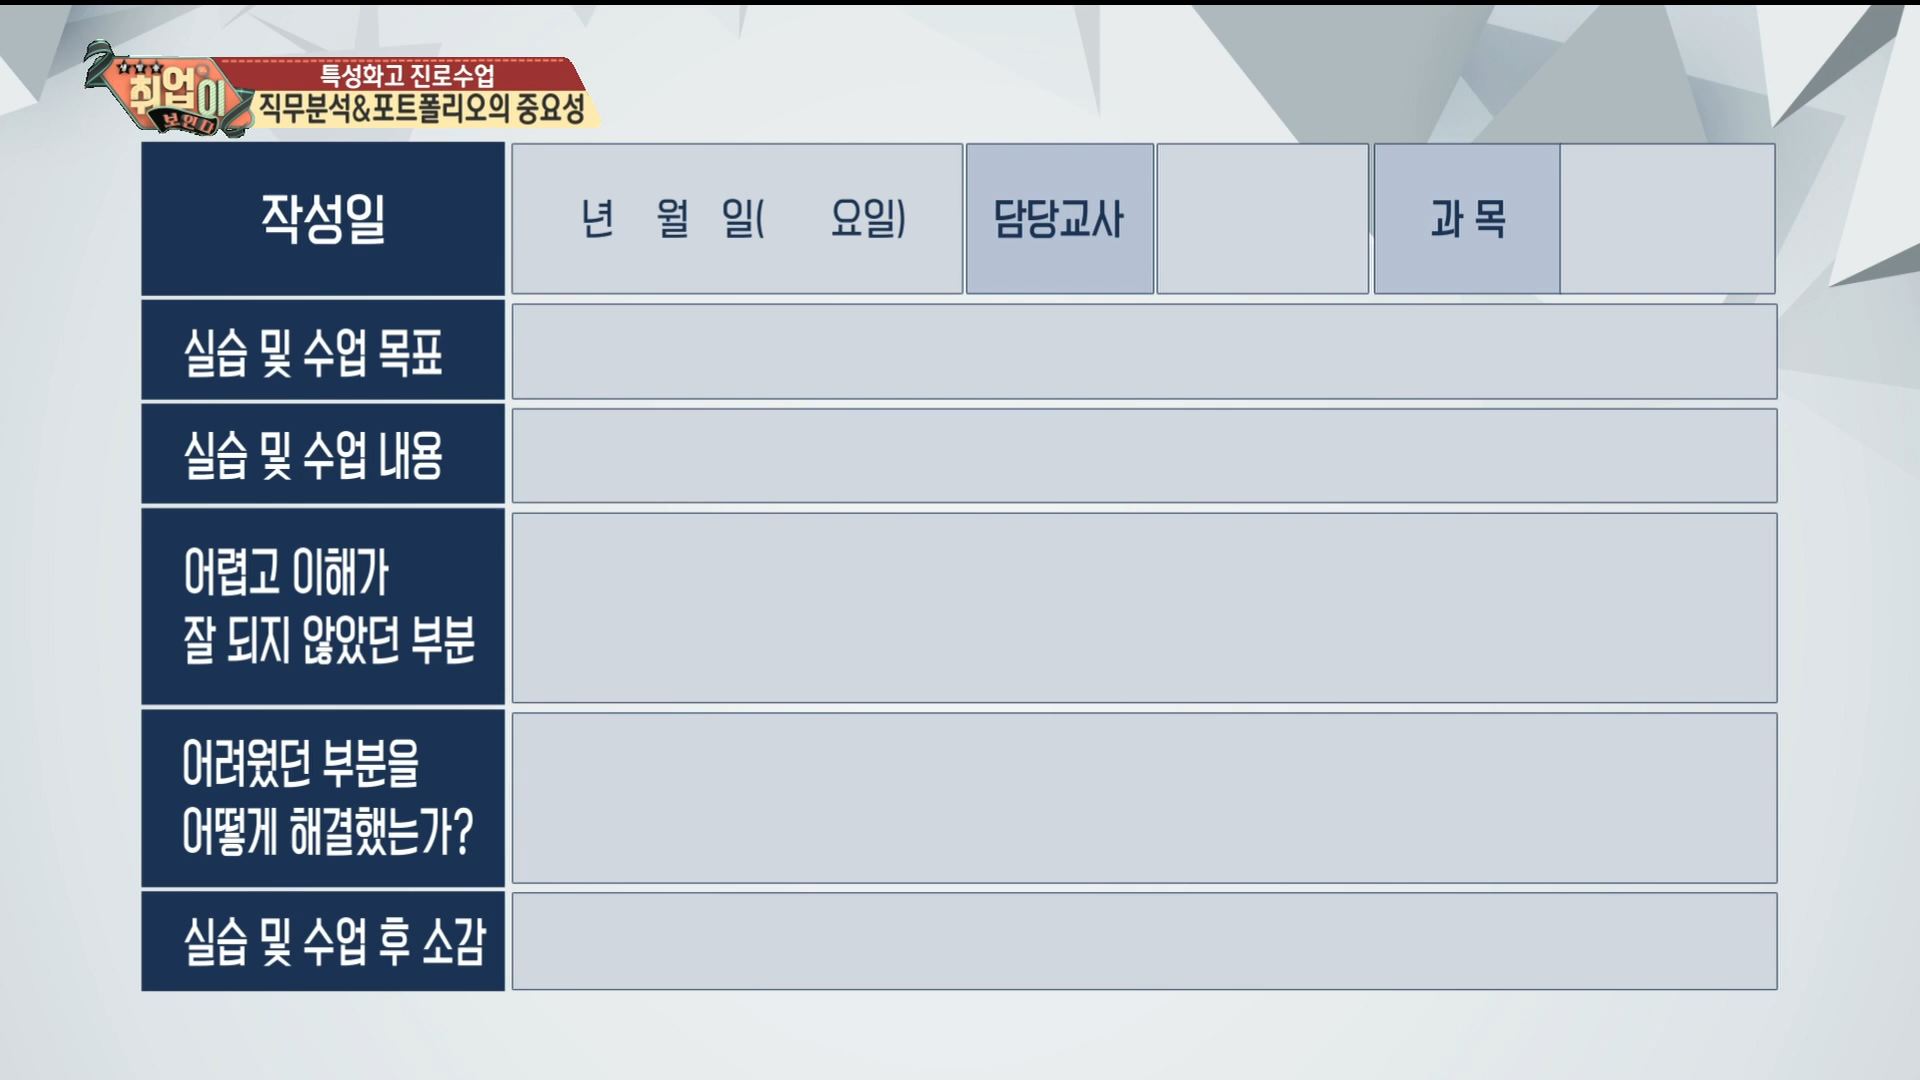 취업이
보인다
특성화고 진로수업
직무분석&포트폴리오의 중요성
작성일 년 월 일( 요일) 담당교사 과 목
실습 및 수업 목표
실습 및 수업 내용
어렵고 이해가
잘 되지 않았던 부분
어려웠던 부분을
어떻게 해결했는가?
실습 및 수업 후 소감